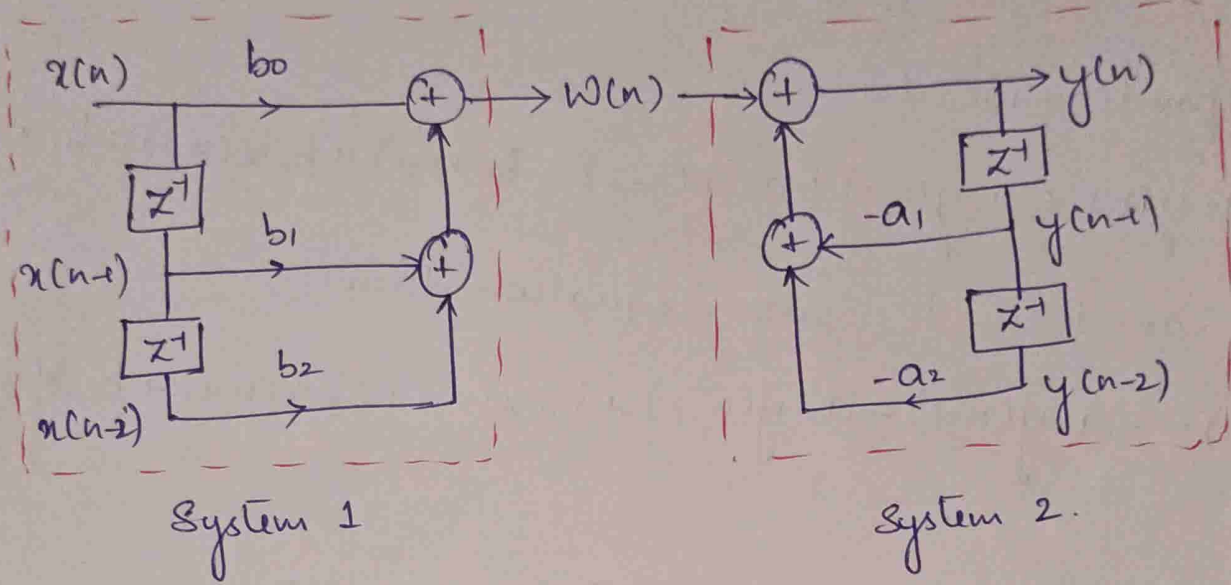 x(n) b0 + w(n) + y(n)
z⁻¹ z⁻¹
x(n-1) b1 + + -a1 y(n-1)
z⁻¹ z⁻¹
x(n-2) b2 -a2 y(n-2)
System 1 System 2.